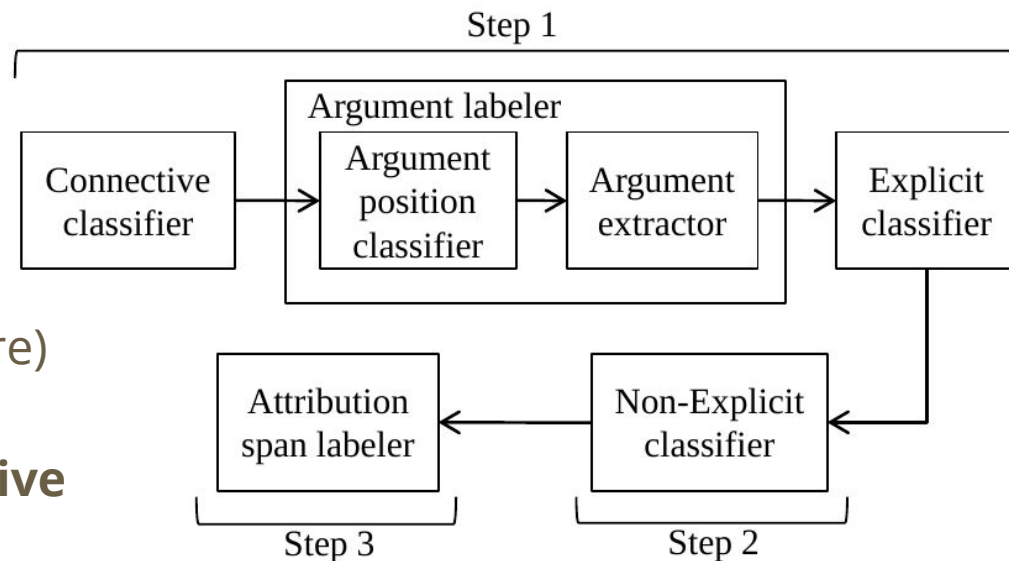 Step 1
Argument labeler
Connective
classifier
Argument
position
classifier
Argument
extractor
Explicit
classifier
re)
ive
Attribution
span labeler
Non-Explicit
classifier
Step 3
Step 2